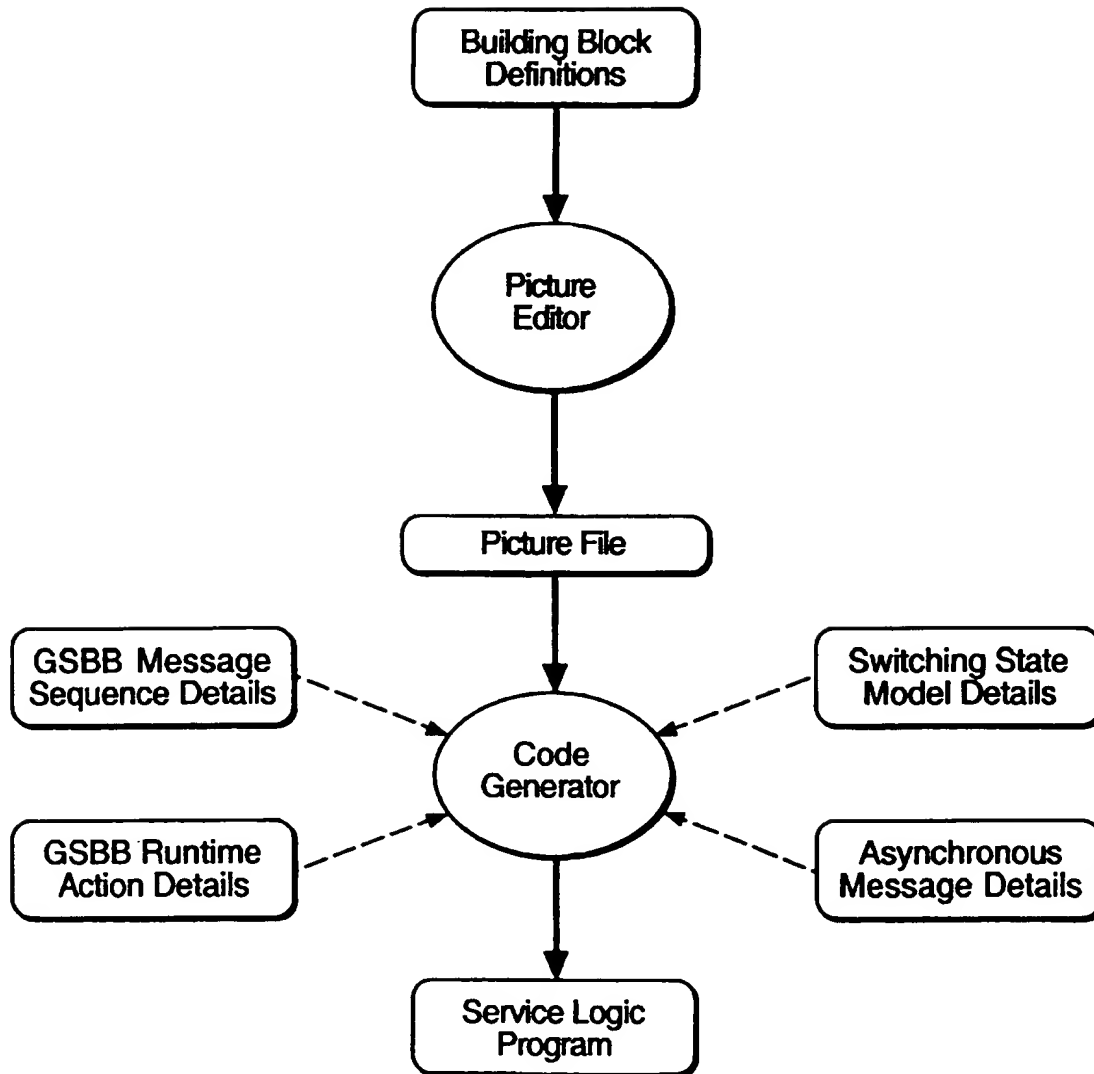 Building Block
Definitions
Picture
Editor
Picture File
GSBB Message
Sequence Details
Switching State
Model Details
Code
Generator
GSBB Runtime
Action Details
Asynchronous
Message Details
Service Logic
Program